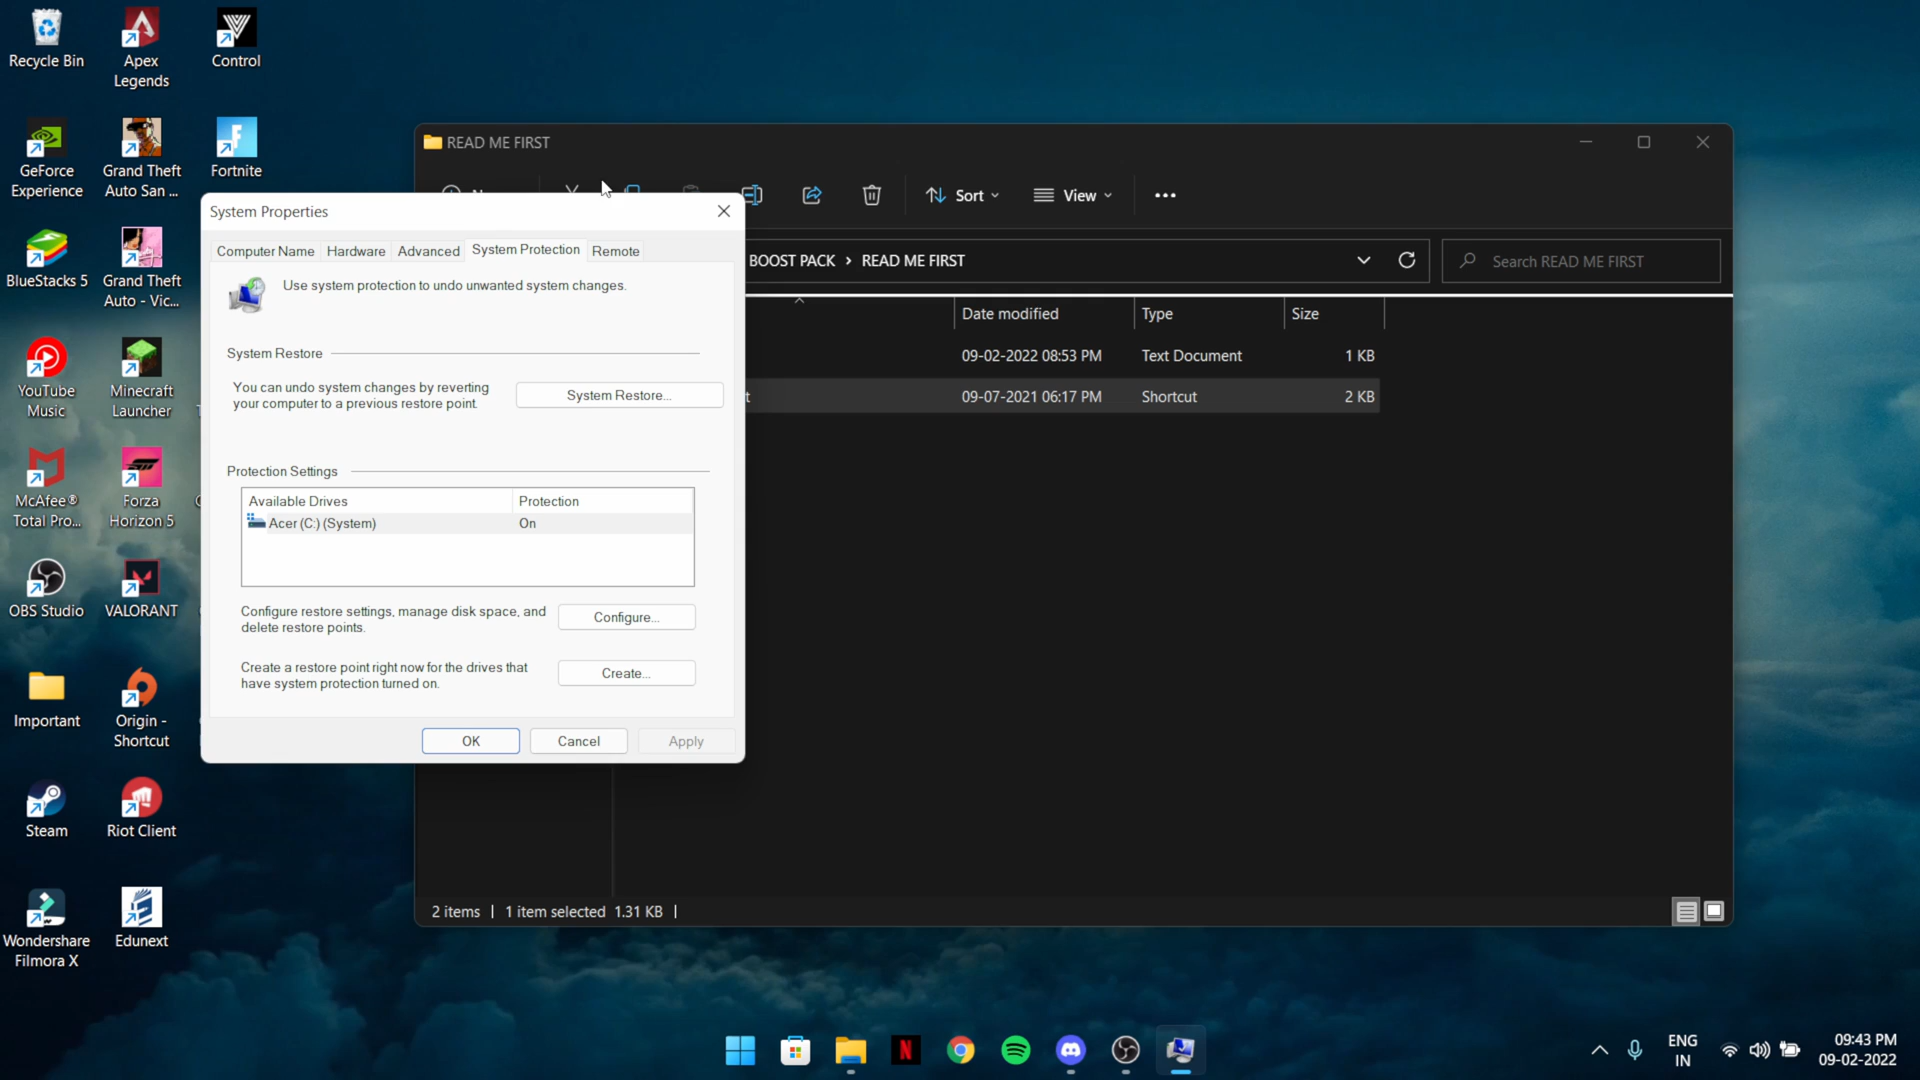 Recycle Bin
Apex
Legends
Control
GeForce
Experience
Grand Theft
Auto San ...
Fortnite
BlueStacks 5
Grand Theft
Auto - Vic...
YouTube
Music
Minecraft
Launcher
McAfee®
Total Pro...
Forza
Horizon 5
OBS Studio
VALORANT
Important
Origin -
Shortcut
Steam
Riot Client
Wondershare
Filmora X
Edunext
READ ME FIRST
Sort
View
BOOST PACK > READ ME FIRST
Search READ ME FIRST
Date modified
Type
Size
09-02-2022 08:53 PM
Text Document
1 KB
09-07-2021 06:17 PM
Shortcut
2 KB
2 items
1 item selected 1.31 KB
System Properties
Computer Name
Hardware
Advanced
System Protection
Remote
Use system protection to undo unwanted system changes.
System Restore
You can undo system changes by reverting
your computer to a previous restore point.
System Restore...
Protection Settings
Available Drives
Protection
Acer (C:) (System)
On
Configure restore settings, manage disk space, and
delete restore points.
Configure...
Create a restore point right now for the drives that
have system protection turned on.
Create...
OK
Cancel
Apply
ENG
IN
09:43 PM
09-02-2022